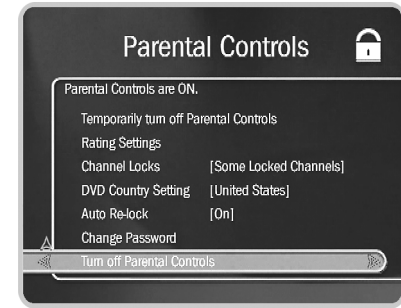 Parental Controls
Parental Controls are ON.
Temporarily turn off Parental Controls
Rating Settings
Channel Locks [Some Locked Channels]
DVD Country Setting [United States]
Auto Re-lock [On]
Change Password
Turn off Parental Controls